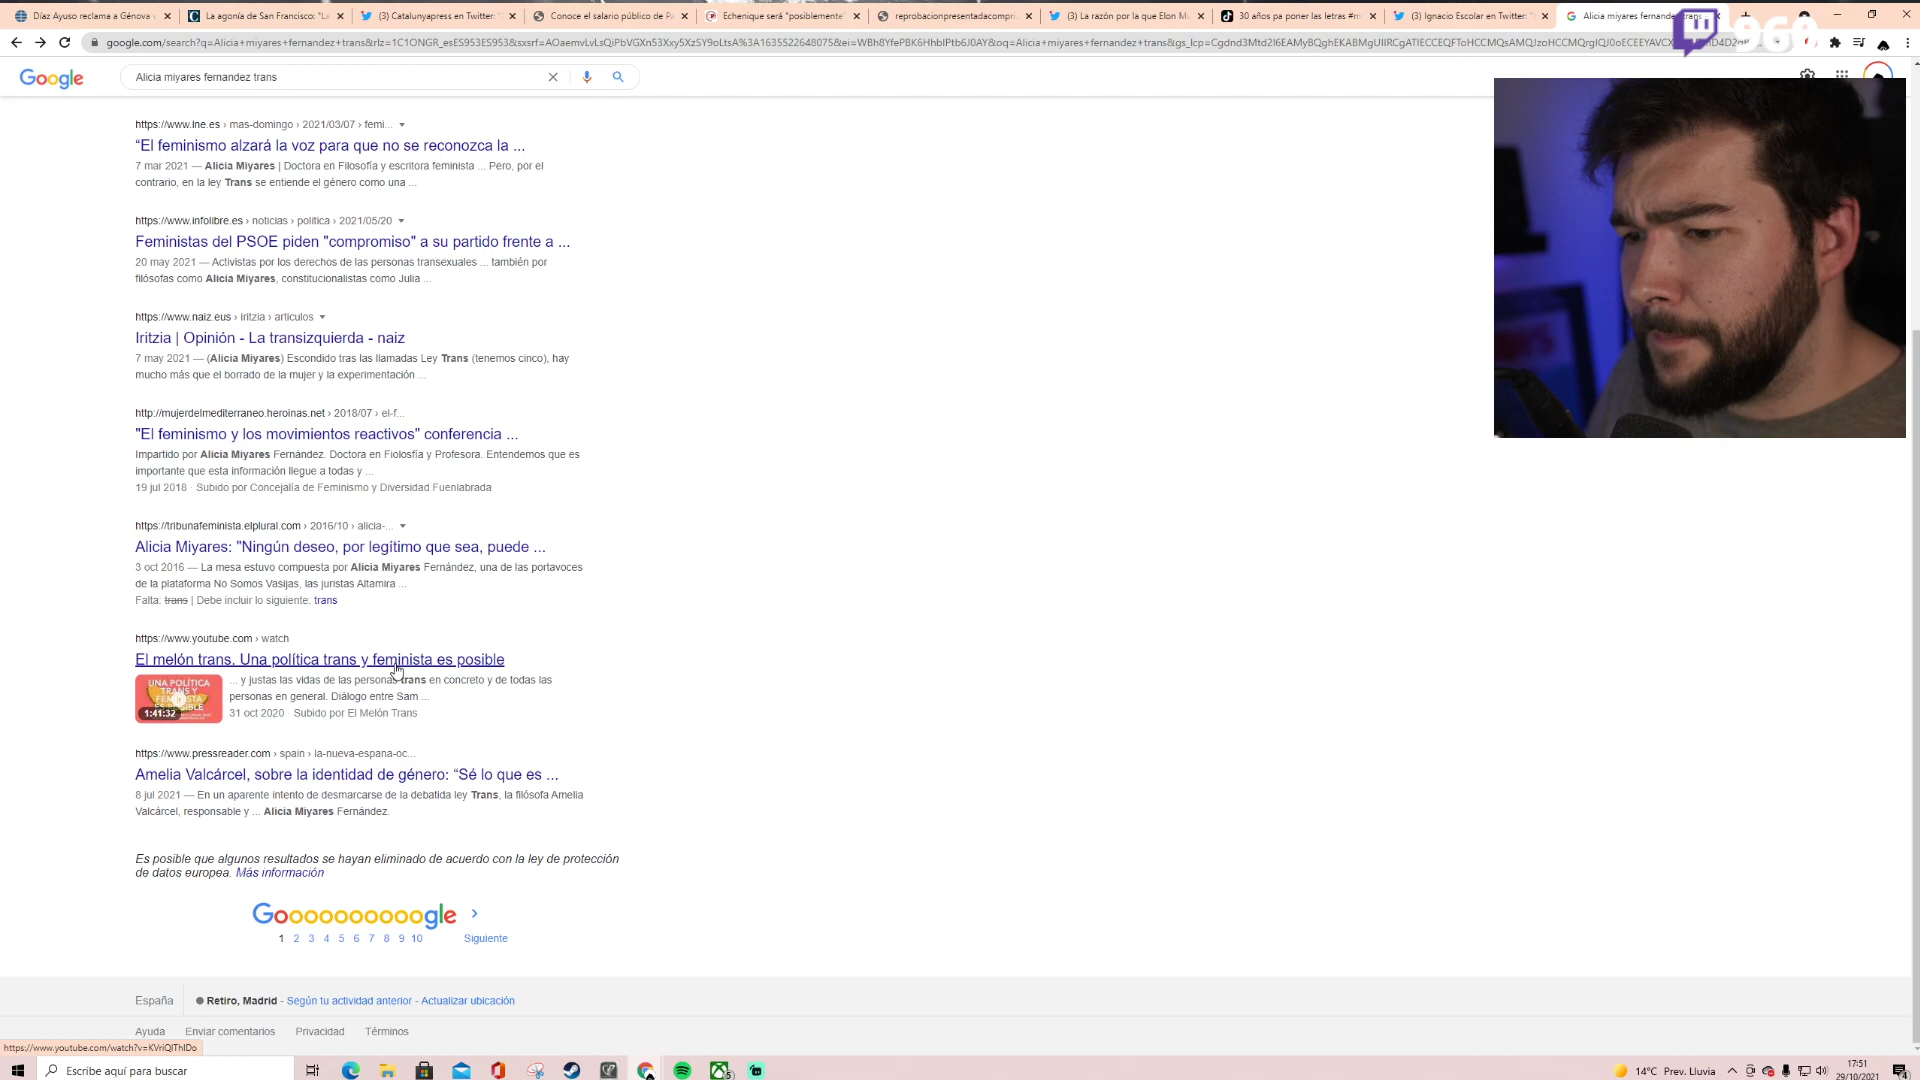 Díaz Ayuso reclama a Génova
La agonía de San Francisco: "La
(3) Catalunyapress en Twitter: "
Conoce el salario público de Pa
Echenique será "posiblemente"
reprobacionpresentadacompri
(3) La razón por la que Elon Mu
30 años pa poner las letras #m
(3) Ignacio Escolar en Twitter: "
Alicia miyares fernandez trans
Google
Alicia miyares fernandez trans
https://www.lne.es › mas-domingo › 2021/03/07 › femi...
“El feminismo alzará la voz para que no se reconozca la ...
7 mar 2021 — Alicia Miyares | Doctora en Filosofía y escritora feminista ... Pero, por el
contrario, en la ley Trans se entiende el género como una ...
https://www.infolibre.es › noticias › politica › 2021/05/20
Feministas del PSOE piden "compromiso" a su partido frente a ...
20 may 2021 — Activistas por los derechos de las personas transexuales ... también por
filósofas como Alicia Miyares, constitucionalistas como Julia ...
https://www.naiz.eus › iritzia › articulos
Iritzia | Opinión - La transizquierda - naiz
7 may 2021 — (Alicia Miyares) Escondido tras las llamadas Ley Trans (tenemos cinco), hay
mucho más que el borrado de la mujer y la experimentación ...
http://mujerdelmediterraneo.heroinas.net › 2018/07 › el-f...
"El feminismo y los movimientos reactivos" conferencia ...
Impartido por Alicia Miyares Fernández. Doctora en Fiolosfía y Profesora. Entendemos que es
importante que esta información llegue a todas y ...
19 jul 2018 · Subido por Concejalía de Feminismo y Diversidad Fuenlabrada
https://tribunafeminista.elplural.com › 2016/10 › alicia-...
Alicia Miyares: "Ningún deseo, por legítimo que sea, puede ...
3 oct 2016 — La mesa estuvo compuesta por Alicia Miyares Fernández, una de las portavoces
de la plataforma No Somos Vasijas, las juristas Altamira ...
Falta: trans | Debe incluir lo siguiente: trans
https://www.youtube.com › watch
El melón trans. Una política trans y feminista es posible
UNA POLÍTICA
TRANS Y
1:41:32
... y justas las vidas de las personas trans en concreto y de todas las
personas en general. Diálogo entre Sam ...
31 oct 2020 · Subido por El Melón Trans
https://www.pressreader.com › spain › la-nueva-espana-oc...
Amelia Valcárcel, sobre la identidad de género: “Sé lo que es ...
8 jul 2021 — En un aparente intento de desmarcarse de la debatida ley Trans, la filósofa Amelia
Valcárcel, responsable y ... Alicia Miyares Fernández.
Es posible que algunos resultados se hayan eliminado de acuerdo con la ley de protección
de datos europea. Más información
Goooooooooogle
1 2 3 4 5 6 7 8 9 10 Siguiente
España
Retiro, Madrid - Según tu actividad anterior - Actualizar ubicación
Ayuda Enviar comentarios Privacidad Términos
https://www.youtube.com/watch?v=KVriQlThlDo
Escribe aquí para buscar
14°C Prev. Lluvia
17:51
29/10/2021